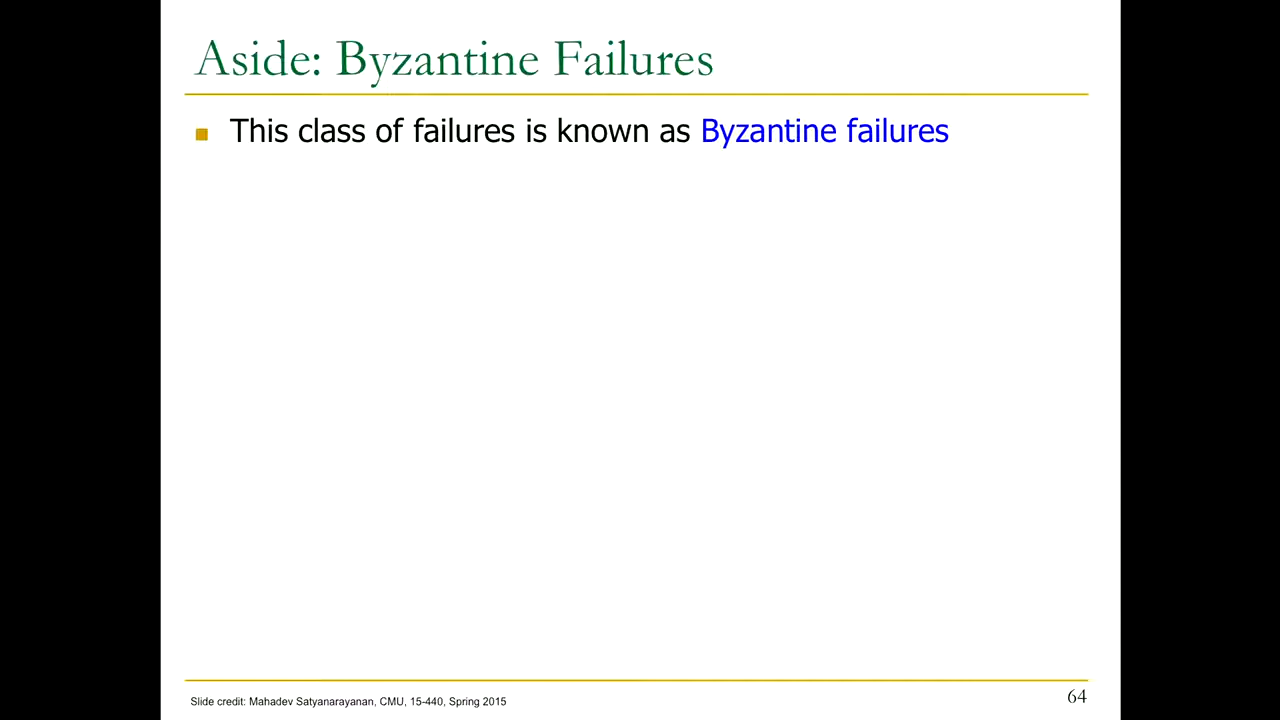 Aside: Byzantine Failures
This class of failures is known as Byzantine failures
Slide credit: Mahadev Satyanarayanan, CMU, 15-440, Spring 2015
64